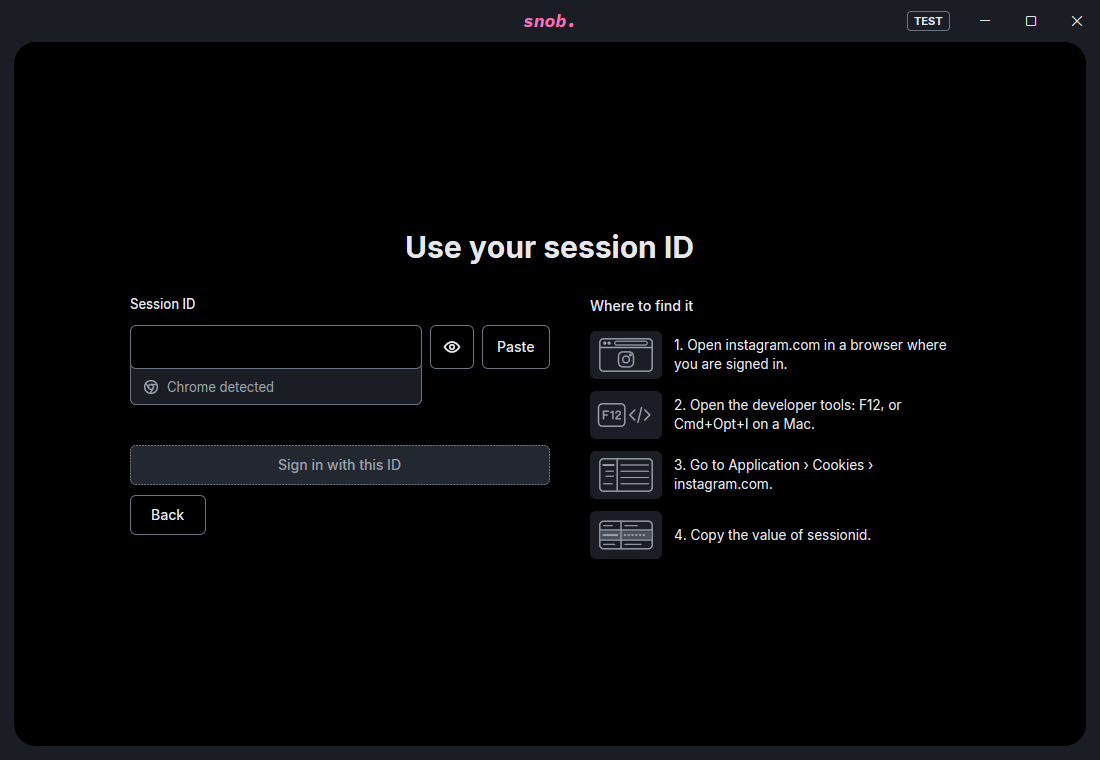 snob.
TEST
Use your session ID
Session ID
Paste
Chrome detected
Sign in with this ID
Back
Where to find it
1. Open instagram.com in a browser where
you are signed in.
F12 </>
2. Open the developer tools: F12, or
Cmd+Opt+I on a Mac.
3. Go to Application › Cookies ›
instagram.com.
4. Copy the value of sessionid.